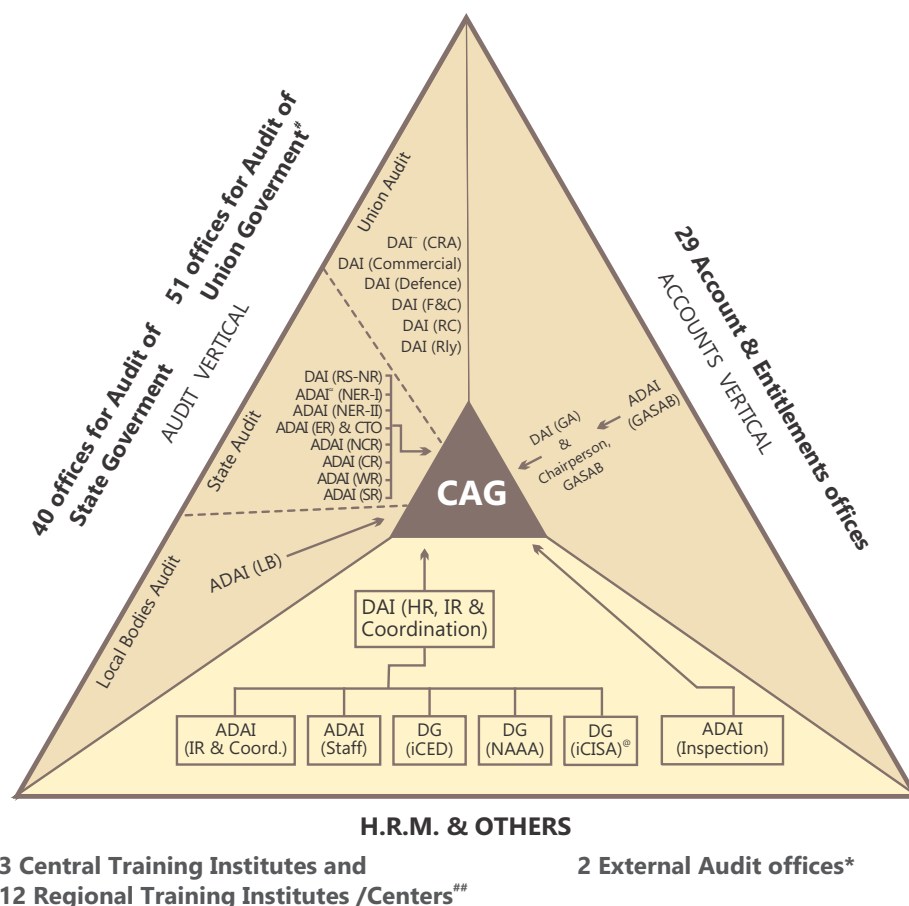 51 offices for Audit of
Union Goverment#
40 offices for Audit of
State Goverment
AUDIT VERTICAL
29 Account & Entitlements offices
ACCOUNTS VERTICAL
Union Audit
DAI~ (CRA)
DAI (Commercial)
DAI (Defence)
DAI (F&C)
DAI (RC)
DAI (Rly)
State Audit
DAI (RS-NR)
ADAI= (NER-I)
ADAI (NER-II)
ADAI (ER) & CTO
ADAI (NCR)
ADAI (CR)
ADAI (WR)
ADAI (SR)
ADAI
(GASAB)
DAI (GA)
&
Chairperson,
GASAB
CAG
Local Bodies Audit
ADAI (LB)
DAI (HR, IR &
Coordination)
ADAI
(IR & Coord.)
ADAI
(Staff)
DG
(iCED)
DG
(NAAA)
DG
(iCISA)@
ADAI
(Inspection)
H.R.M. & OTHERS
3 Central Training Institutes and
12 Regional Training Institutes /Centers##
2 External Audit offices*